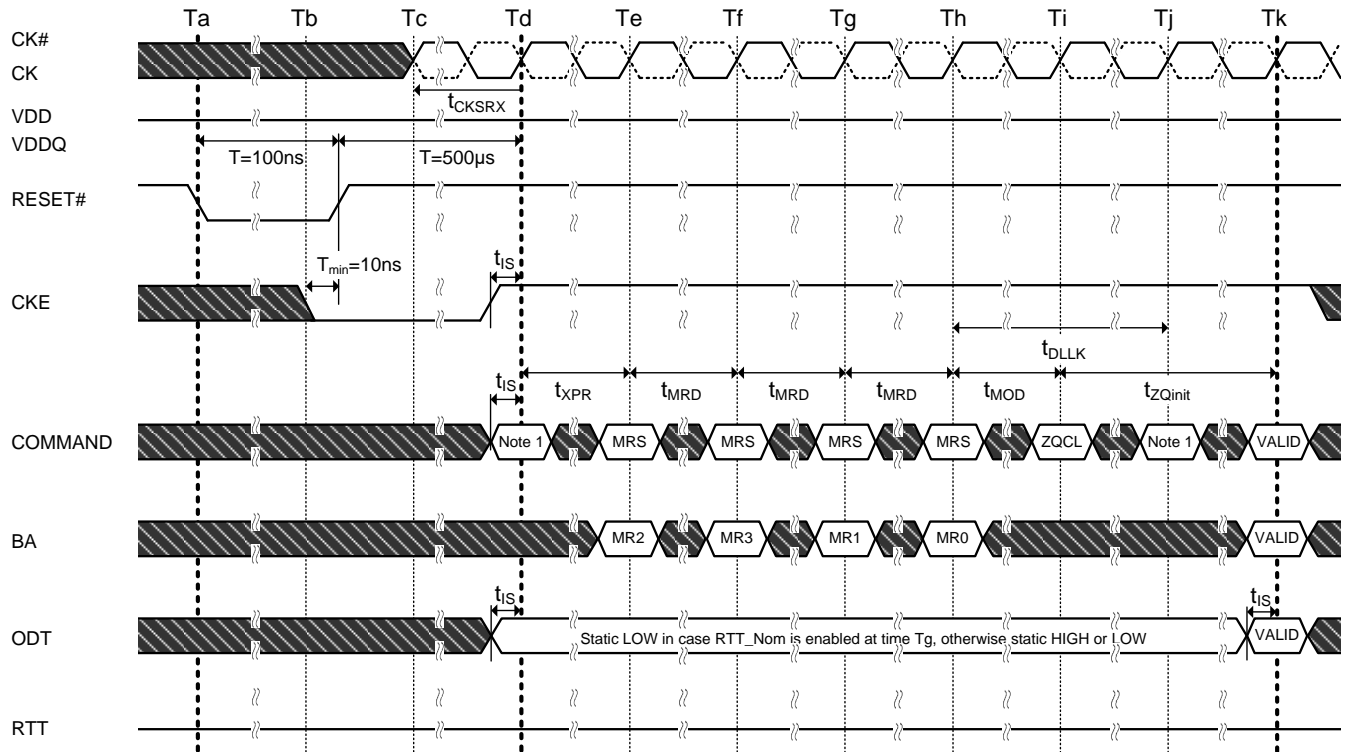 Ta Tb Tc Td Te Tf Tg Th Ti Tj Tk
CK#
CK
tCKSRX
VDD
VDDQ
T=100ns T=500µs
RESET#
Tmin=10ns tIS
CKE
tDLLK
tIS tXPR tMRD tMRD tMRD tMOD tZQinit
COMMAND Note 1 MRS MRS MRS MRS ZQCL Note 1 VALID
BA MR2 MR3 MR1 MR0 VALID
tIS tIS
ODT Static LOW in case RTT_Nom is enabled at time Tg, otherwise static HIGH or LOW VALID
RTT